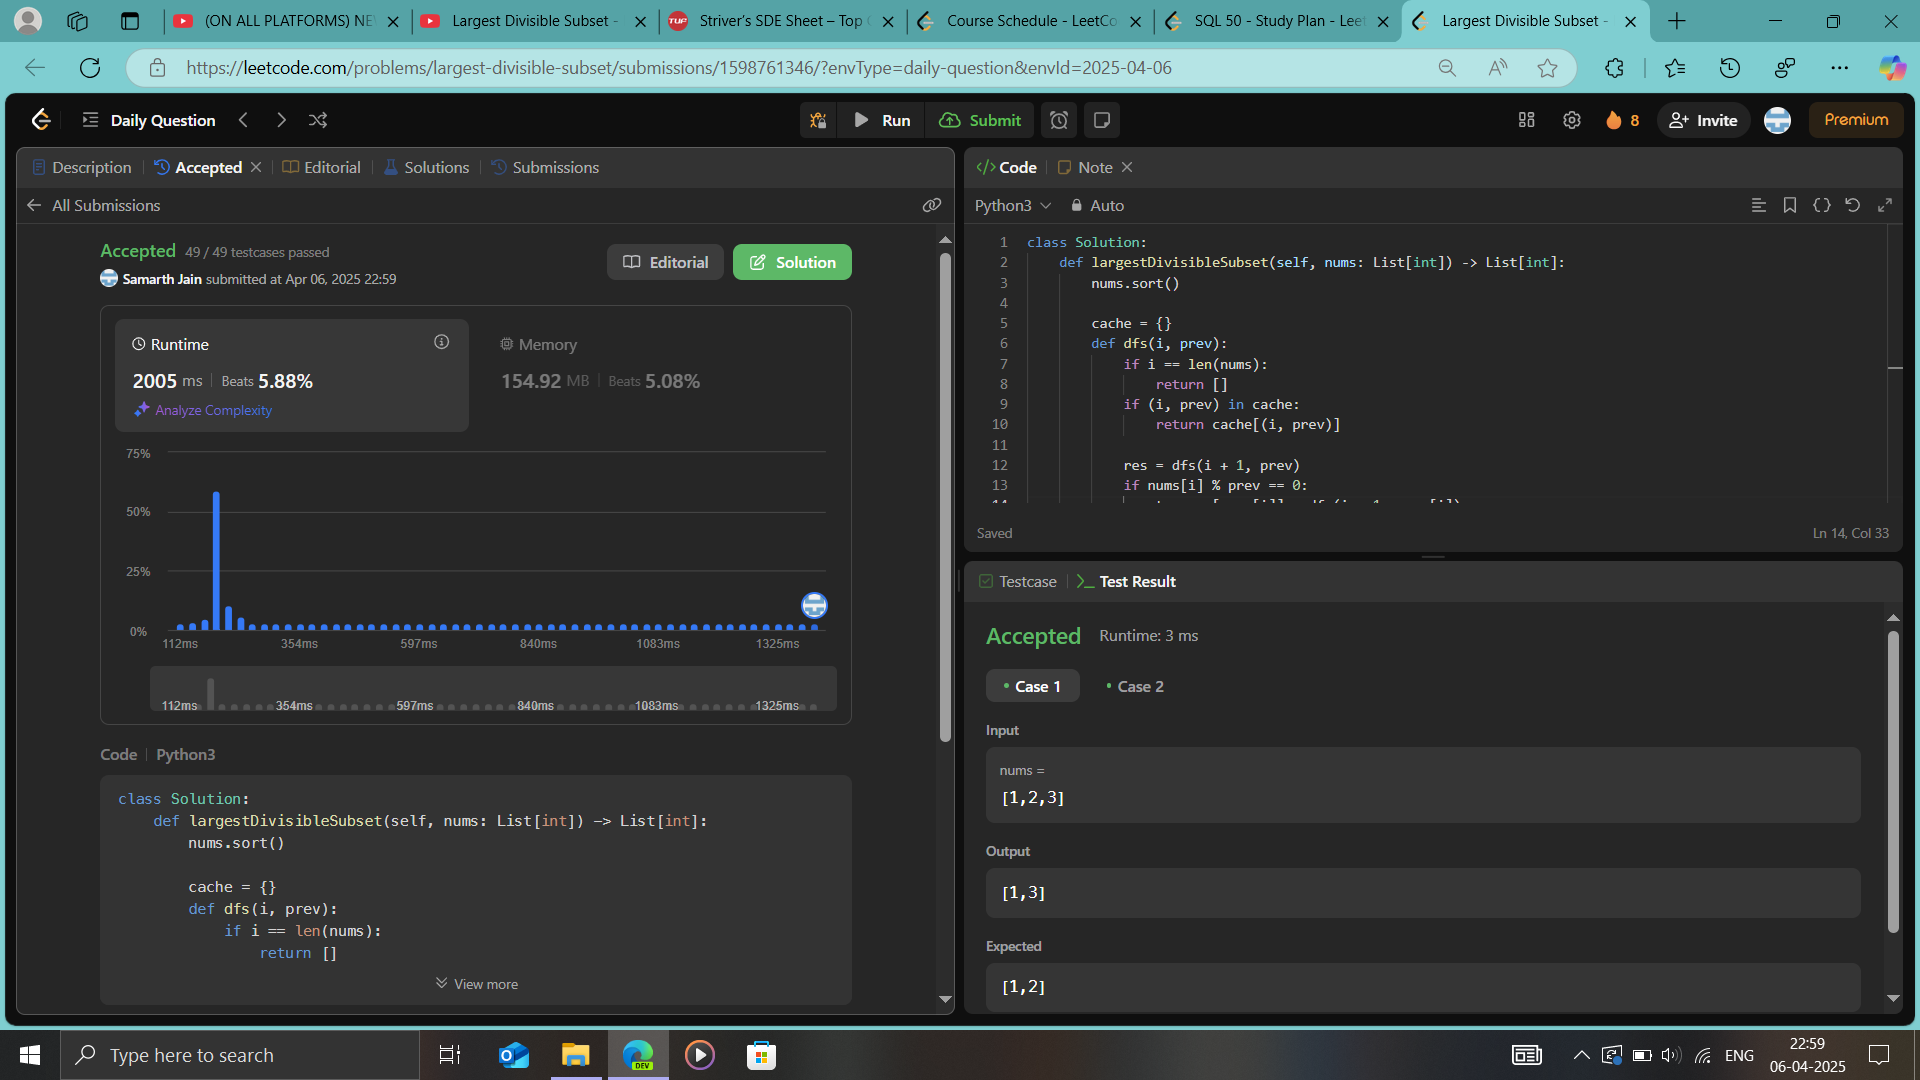 (ON ALL PLATFORMS) NE
Largest Divisible Subset -
TUF
Striver's SDE Sheet – Top
Course Schedule - LeetCo
SQL 50 - Study Plan - Leet
Largest Divisible Subset -
https://leetcode.com/problems/largest-divisible-subset/submissions/1598761346/?envType=daily-question&envId=2025-04-06
Daily Question
Run
Submit
8
Invite
Premium
Description
Accepted
Editorial
Solutions
Submissions
All Submissions
Accepted 49 / 49 testcases passed
Samarth Jain submitted at Apr 06, 2025 22:59
Editorial
Solution
Runtime
2005 ms | Beats 5.88%
Analyze Complexity
Memory
154.92 MB | Beats 5.08%
75%
50%
25%
0%
112ms 354ms 597ms 840ms 1083ms 1325ms
112ms 354ms 597ms 840ms 1083ms 1325ms
Code | Python3
class Solution:
    def largestDivisibleSubset(self, nums: List[int]) -> List[int]:
        nums.sort()
        cache = {}
        def dfs(i, prev):
            if i == len(nums):
                return []
View more
</> Code
Note
Python3
Auto
1 class Solution:
2     def largestDivisibleSubset(self, nums: List[int]) -> List[int]:
3         nums.sort()
4
5         cache = {}
6         def dfs(i, prev):
7             if i == len(nums):
8                 return []
9             if (i, prev) in cache:
10                 return cache[(i, prev)]
11
12             res = dfs(i + 1, prev)
13             if nums[i] % prev == 0:
14
Saved
Ln 14, Col 33
Testcase
Test Result
Accepted Runtime: 3 ms
Case 1
Case 2
Input
nums =
[1,2,3]
Output
[1,3]
Expected
[1,2]
Type here to search
DEV
ENG
22:59
06-04-2025